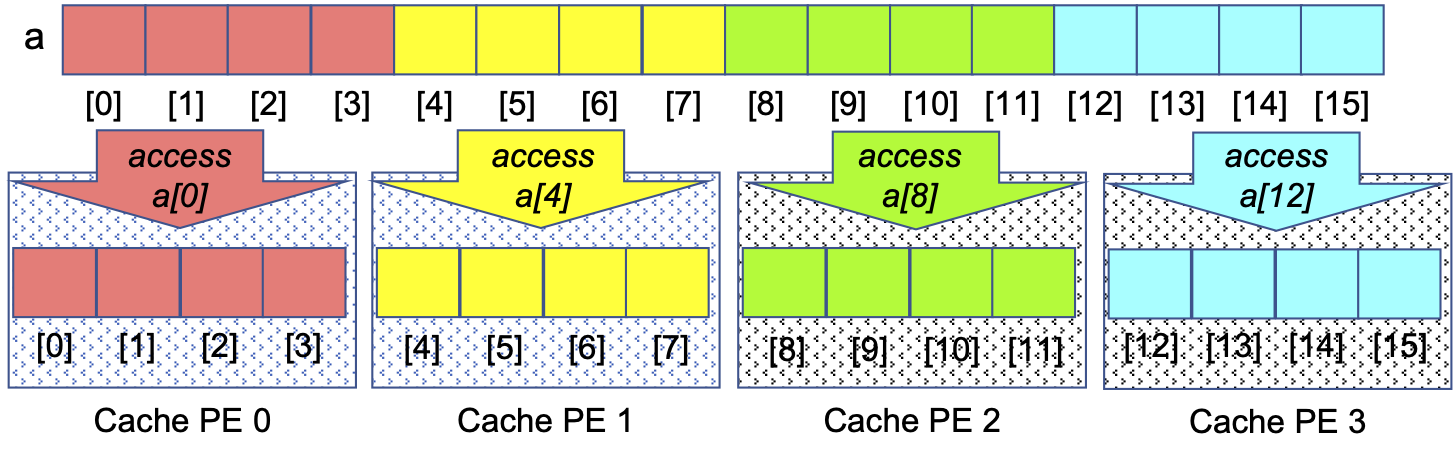 a
[0] [1] [2] [3] [4] [5] [6] [7] [8] [9] [10] [11] [12] [13] [14] [15]
access
a[0]
access
a[4]
access
a[8]
access
a[12]
[0] [1] [2] [3]
[4] [5] [6] [7]
[8] [9] [10] [11]
[12] [13] [14] [15]
Cache PE 0
Cache PE 1
Cache PE 2
Cache PE 3